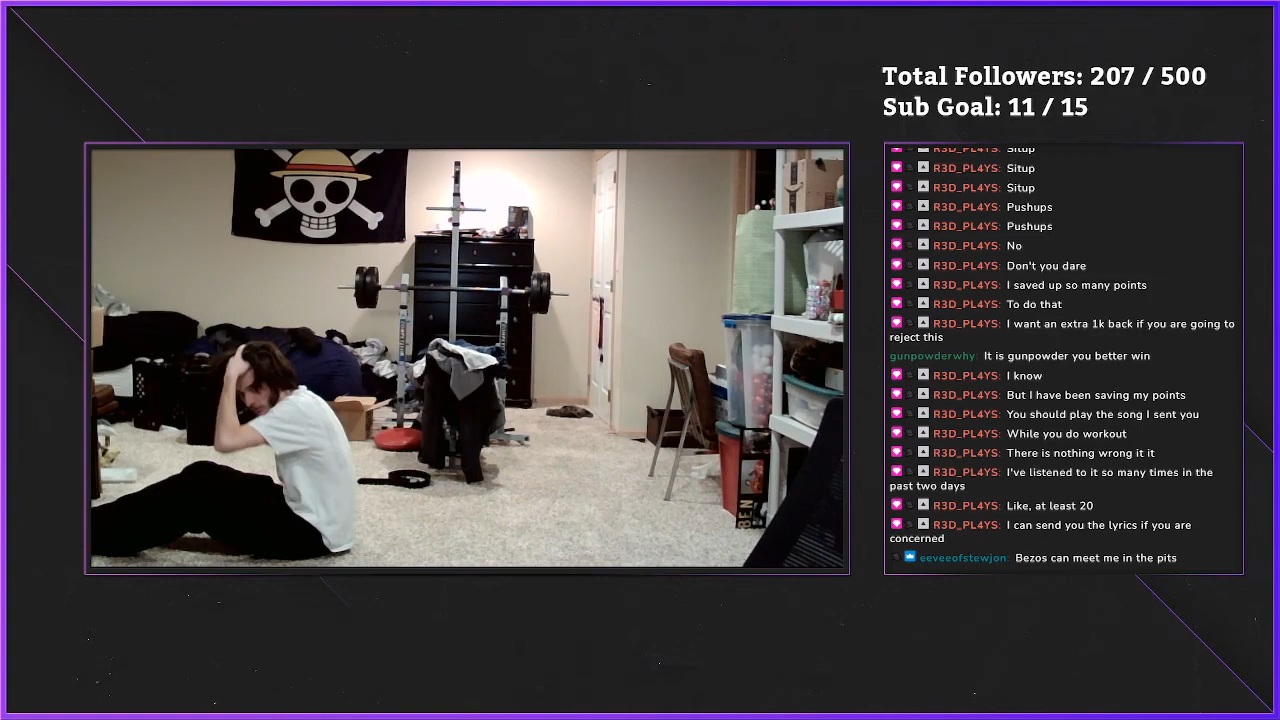 Total Followers: 207 / 500
Sub Goal: 11 / 15
R3D_PL4YS: Situp
R3D_PL4YS: Situp
R3D_PL4YS: Situp
R3D_PL4YS: Pushups
R3D_PL4YS: Pushups
R3D_PL4YS: No
R3D_PL4YS: Don't you dare
R3D_PL4YS: I saved up so many points
R3D_PL4YS: To do that
R3D_PL4YS: I want an extra 1k back if you are going to
reject this
gunpowderwhy: It is gunpowder you better win
R3D_PL4YS: I know
R3D_PL4YS: But I have been saving my points
R3D_PL4YS: You should play the song I sent you
R3D_PL4YS: While you do workout
R3D_PL4YS: There is nothing wrong it it
R3D_PL4YS: I've listened to it so many times in the
past two days
R3D_PL4YS: Like, at least 20
R3D_PL4YS: I can send you the lyrics if you are
concerned
eeveeofstewjon: Bezos can meet me in the pits
BEN